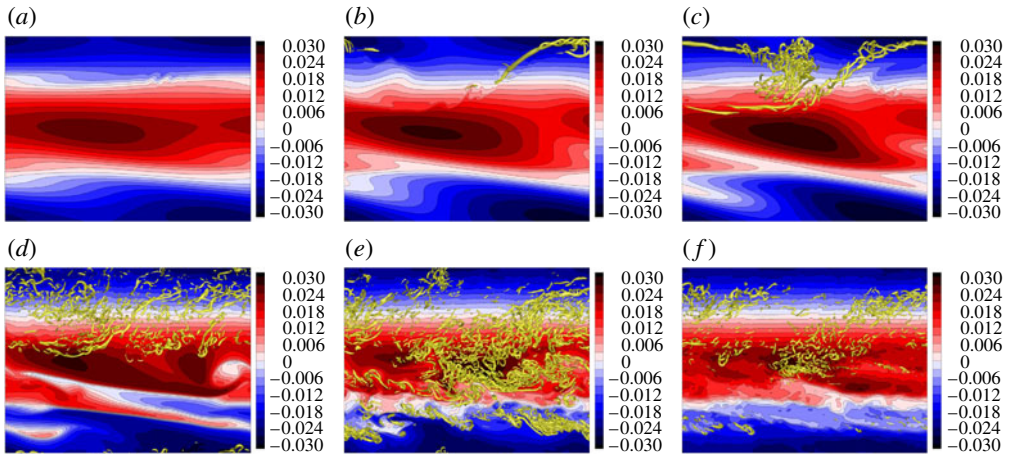 (a) (b) (c)
0.030 0.030 0.030
0.024 0.024 0.024
0.018 0.018 0.018
0.012 0.012 0.012
0.006 0.006 0.006
0 0 0
−0.006 −0.006 −0.006
−0.012 −0.012 −0.012
−0.018 −0.018 −0.018
−0.024 −0.024 −0.024
−0.030 −0.030 −0.030
(d) (e) (f)
0.030 0.030 0.030
0.024 0.024 0.024
0.018 0.018 0.018
0.012 0.012 0.012
0.006 0.006 0.006
0 0 0
−0.006 −0.006 −0.006
−0.012 −0.012 −0.012
−0.018 −0.018 −0.018
−0.024 −0.024 −0.024
−0.030 −0.030 −0.030